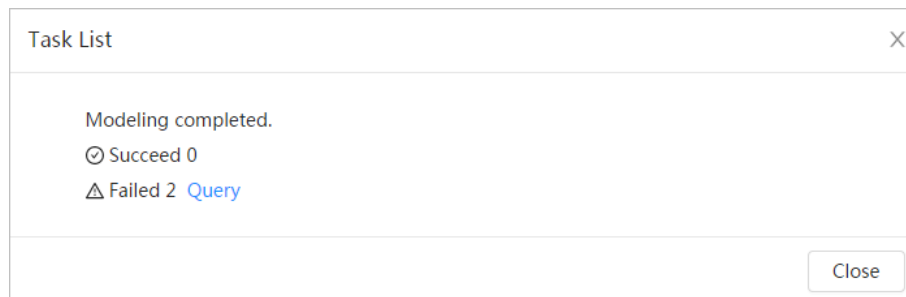 Task List
Modeling completed.
Succeed 0
Failed 2 Query
Close